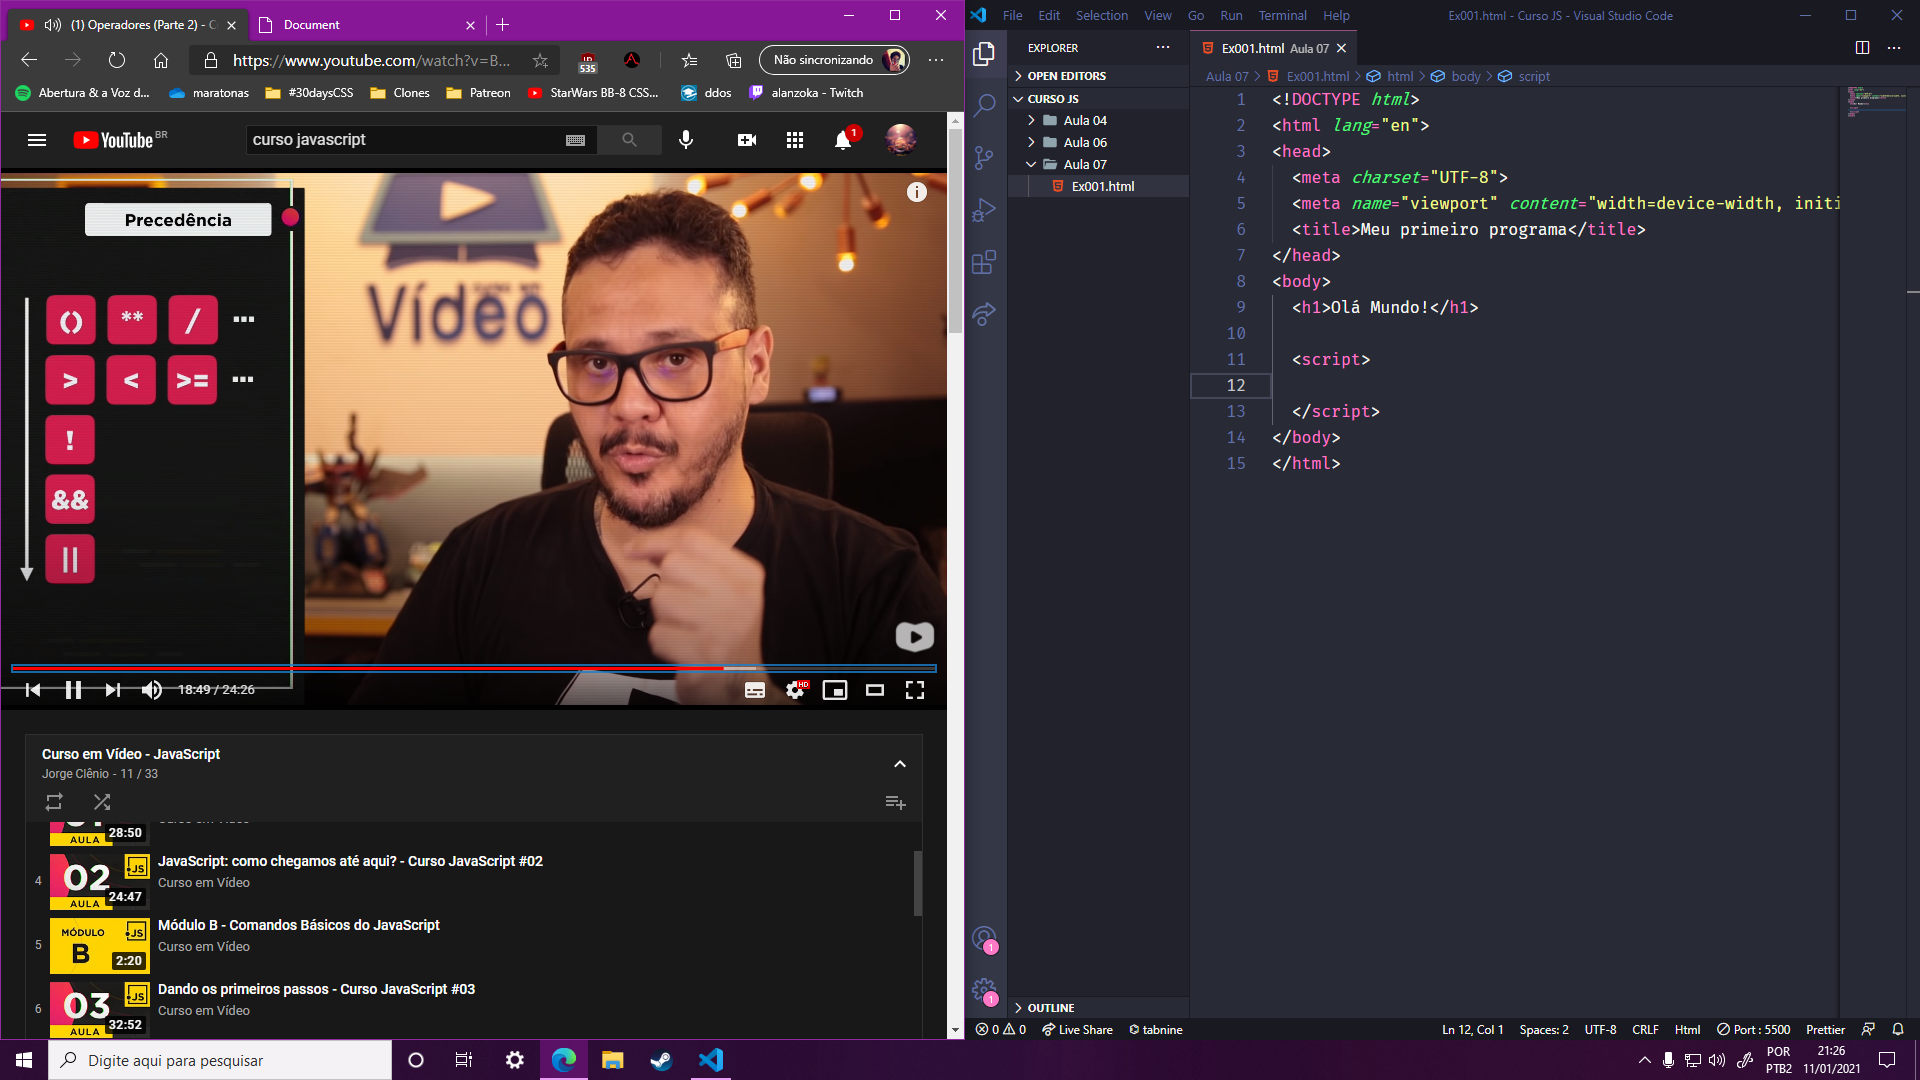 (1) Operadores (Parte 2) - C
Document
https://www.youtube.com/watch?v=B...
535
Não sincronizando
Abertura & a Voz d...
maratonas
#30daysCSS
Clones
Patreon
StarWars BB-8 CSS...
ddos
alanzoka - Twitch
YouTube BR
curso javascript
1
Precedência
() ** / ...
> < >= ...
!
&&
||
Vídeo
18:49 / 24:26
HD
Curso em Vídeo - JavaScript
Jorge Clênio - 11 / 33
28:50
AULA
4
02
JS
24:47
AULA
JavaScript: como chegamos até aqui? - Curso JavaScript #02
Curso em Vídeo
5
MÓDULO
B
JS
2:20
Módulo B - Comandos Básicos do JavaScript
Curso em Vídeo
6
03
JS
32:52
AULA
Dando os primeiros passos - Curso JavaScript #03
Curso em Vídeo
File Edit Selection View Go Run Terminal Help
Ex001.html - Curso JS - Visual Studio Code
EXPLORER
OPEN EDITORS
CURSO JS
Aula 04
Aula 06
Aula 07
Ex001.html
OUTLINE
1
1
Ex001.html Aula 07
Aula 07 > Ex001.html > html > body > script
1 <!DOCTYPE html>
2 <html lang="en">
3 <head>
4 <meta charset="UTF-8">
5 <meta name="viewport" content="width=device-width, initi
6 <title>Meu primeiro programa</title>
7 </head>
8 <body>
9 <h1>Olá Mundo!</h1>
10
11 <script>
12
13 </script>
14 </body>
15 </html>
0 0 Live Share tabnine
Ln 12, Col 1 Spaces: 2 UTF-8 CRLF Html Port : 5500 Prettier
Digite aqui para pesquisar
POR
PTB2
21:26
11/01/2021